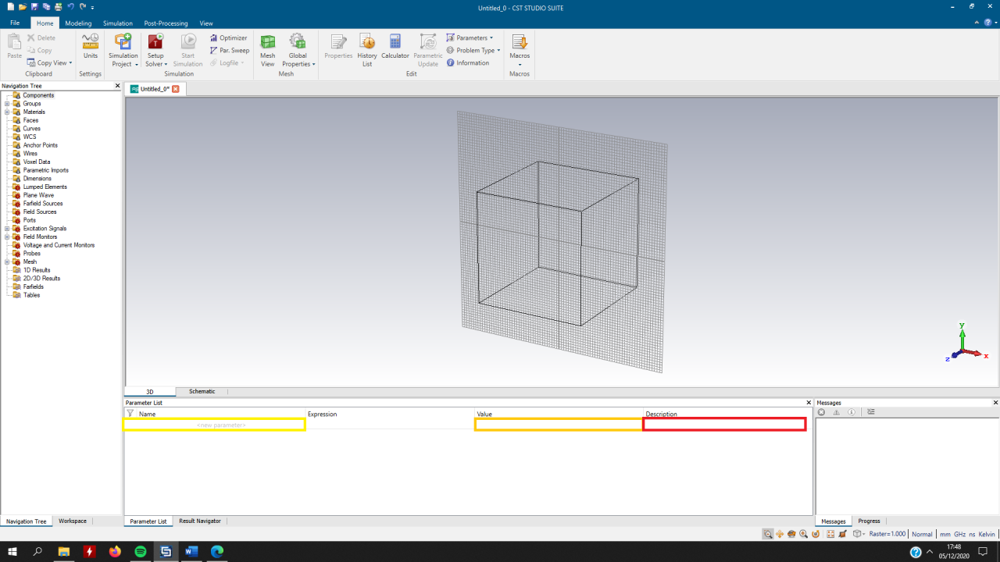 Untitled_0 - CST STUDIO SUITE
File Home Modeling Simulation Post-Processing View
Paste
Delete
Copy
Copy View
Clipboard
Units
Settings
Simulation Project
Setup Solver
Start Simulation
Optimizer
Par. Sweep
Logfile
Simulation
Mesh View
Global Properties
Mesh
Properties
History List
Calculator
Parametric Update
Parameters
Problem Type
Information
Edit
Macros
Macros
Navigation Tree
Components
Groups
Materials
Faces
Curves
WCS
Anchor Points
Wires
Voxel Data
Parametric Imports
Dimensions
Lumped Elements
Plane Wave
Farfield Sources
Field Sources
Ports
Excitation Signals
Field Monitors
Voltage and Current Monitors
Probes
Mesh
1D Results
2D/3D Results
Farfields
Tables
Navigation Tree Workspace
Untitled_0*
y
z x
3D Schematic
Parameter List
Name Expression Value Description
<new parameter>
Parameter List Result Navigator
Messages
Messages Progress
Raster=1.000 Normal mm GHz ns Kelvin
17:48
05/12/2020